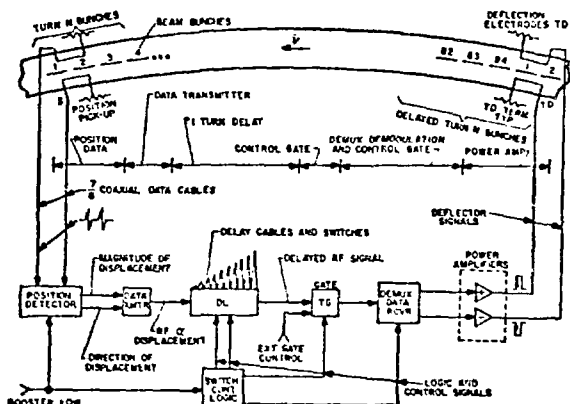 TURN N BUNCHES
BEAM BUNCHES
DEFLECTION
ELECTRODES TD
1 2 3 4
v
82 83 84 1 2
S
POSITION
PICK-UP
TD TERM
TYP
TD
DELAYED TURN N BUNCHES
DATA TRANSMITTER
POSITION
DATA
1 TURN DELAY
CONTROL GATE
DEMUX DEMODULATION
AND CONTROL GATE
POWER AMP
7/8 COAXIAL DATA CABLES
DEFLECTOR
SIGNALS
DELAY CABLES AND SWITCHES
MAGNITUDE OF
DISPLACEMENT
DELAYED RF SIGNAL
POWER
AMPLIFIERS
POSITION
DETECTOR
DATA
XMTR
DL
GATE
TG
DEMUX DATA
RCVR
+
−
RF α
DISPLACEMENT
EXT GATE
CONTROL
DIRECTION OF
DISPLACEMENT
SWITCH
CONT
LOGIC
LOGIC AND
CONTROL SIGNALS
BOOSTER LOW